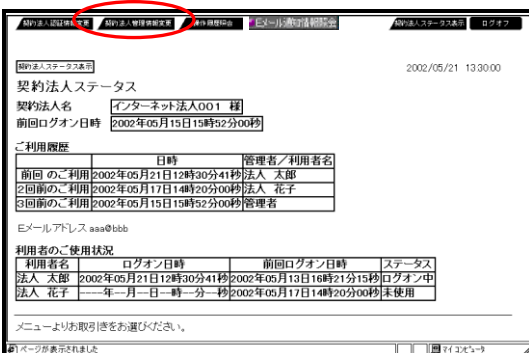 契約法人認証情報変更 契約法人管理情報変更 操作履歴照会 Eメール通知情報照会 契約法人ステータス表示 ログオフ
契約法人ステータス表示 2002/05/21 13:30:00
契約法人ステータス
契約法人名 インターネット法人001 様
前回ログオン日時 2002年05月15日15時52分00秒
ご利用履歴
日時 管理者／利用者名
前回 のご利用 2002年05月21日12時30分41秒 法人 太郎
2回前のご利用 2002年05月17日14時20分00秒 法人 花子
3回前のご利用 2002年05月15日15時52分00秒 管理者
Eメールアドレス aaa@bbb
利用者のご使用状況
利用者名 ログオン日時 前回ログオン日時 ステータス
法人 太郎 2002年05月21日12時30分41秒 2002年05月13日16時21分15秒 ログオン中
法人 花子 ----年--月--日--時--分--秒 2002年05月17日14時20分00秒 未使用
メニューよりお取引きをお選びください。
ページが表示されました マイ コンピュータ